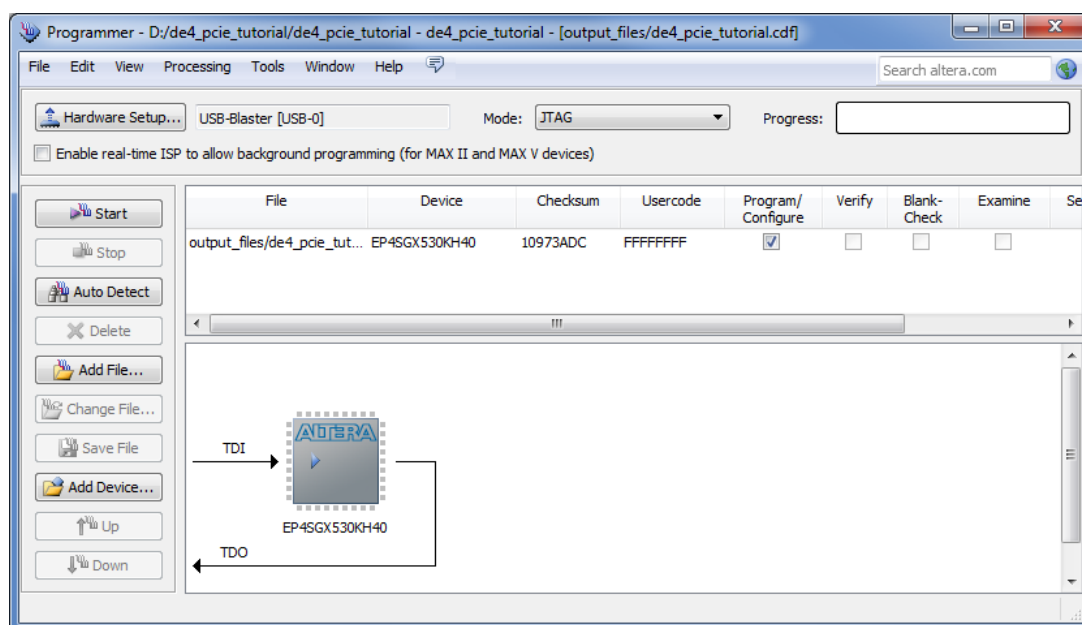 Programmer - D:/de4_pcie_tutorial/de4_pcie_tutorial - de4_pcie_tutorial - [output_files/de4_pcie_tutorial.cdf]
File Edit View Processing Tools Window Help
Search altera.com
Hardware Setup... USB-Blaster [USB-0] Mode: JTAG Progress:
Enable real-time ISP to allow background programming (for MAX II and MAX V devices)
Start
Stop
Auto Detect
Delete
Add File...
Change File...
Save File
Add Device...
Up
Down
File Device Checksum Usercode Program/ Configure Verify Blank- Check Examine Se
output_files/de4_pcie_tut... EP4SGX530KH40 10973ADC FFFFFFFF
ALTERA
TDI
EP4SGX530KH40
TDO